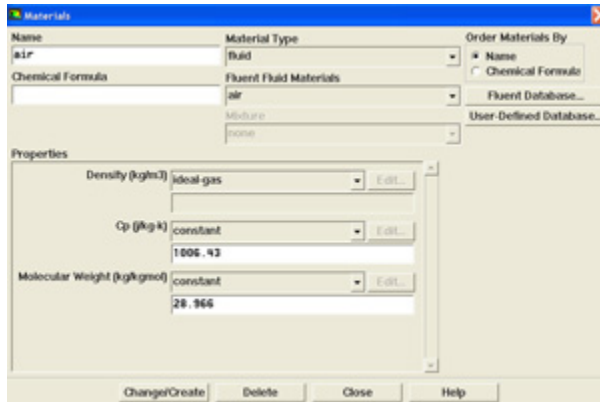 Materials
Name
air
Material Type
fluid
Order Materials By
Name
Chemical Formula
Chemical Formula
Fluent Fluid Materials
air
Fluent Database...
Mixture
none
User-Defined Database...
Properties
Density (kg/m3) ideal-gas Edit...
Cp (j/kg-k) constant Edit...
1006.43
Molecular Weight (kg/kgmol) constant Edit...
28.966
Change/Create Delete Close Help